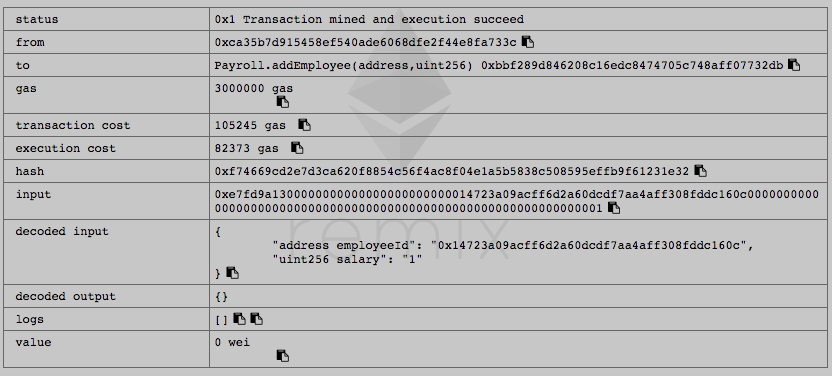 status 0x1 Transaction mined and execution succeed
from 0xca35b7d915458ef540ade6068dfe2f44e8fa733c
to Payroll.addEmployee(address,uint256) 0xbbf289d846208c16edc8474705c748aff07732db
gas 3000000 gas
transaction cost 105245 gas
execution cost 82373 gas
hash 0xf74669cd2e7d3ca620f8854c56f4ac8f04e1a5b5838c508595effb9f61231e32
input 0xe7fd9a1300000000000000000000000014723a09acff6d2a60dcdf7aa4aff308fddc160c0000000000
000000000000000000000000000000000000000000000000000001
decoded input {
"address employeeId": "0x14723a09acff6d2a60dcdf7aa4aff308fddc160c",
"uint256 salary": "1"
}
decoded output {}
logs []
value 0 wei
remix